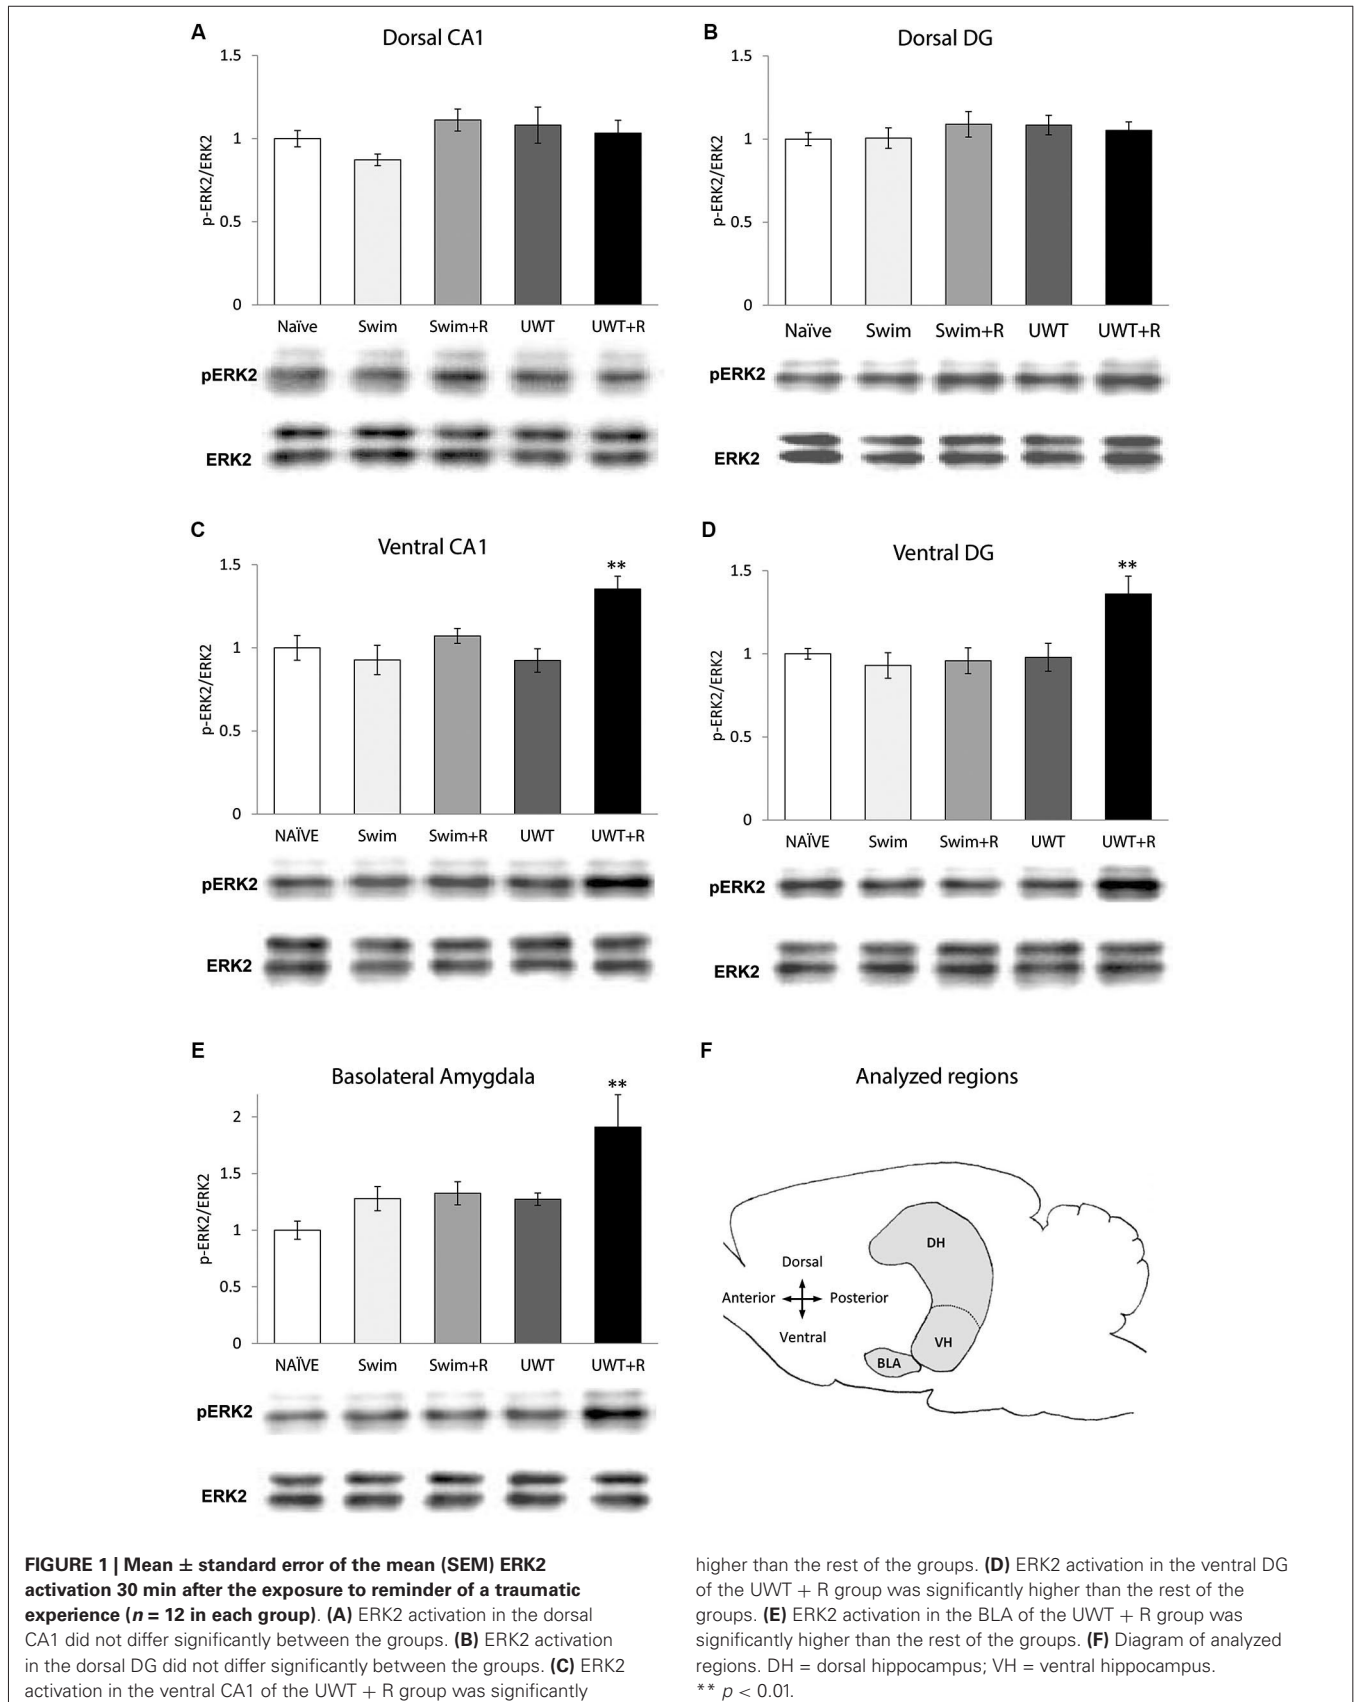 A
Dorsal CA1
1.5
1
0.5
0
p-ERK2/ERK2
Naïve Swim Swim+R UWT UWT+R
pERK2
ERK2
B
Dorsal DG
1.5
1
0.5
0
p-ERK2/ERK2
Naïve Swim Swim+R UWT UWT+R
pERK2
ERK2
C
Ventral CA1
1.5
1
0.5
0
p-ERK2/ERK2
**
NAÏVE Swim Swim+R UWT UWT+R
pERK2
ERK2
D
Ventral DG
1.5
1
0.5
0
p-ERK2/ERK2
**
NAÏVE Swim Swim+R UWT UWT+R
pERK2
ERK2
E
Basolateral Amygdala
2
1.5
1
0.5
0
p-ERK2/ERK2
**
NAÏVE Swim Swim+R UWT UWT+R
pERK2
ERK2
F
Analyzed regions
DH
Dorsal
Anterior Posterior
Ventral
VH
BLA
FIGURE 1 | Mean ± standard error of the mean (SEM) ERK2
activation 30 min after the exposure to reminder of a traumatic
experience (n = 12 in each group). (A) ERK2 activation in the dorsal
CA1 did not differ significantly between the groups. (B) ERK2 activation
in the dorsal DG did not differ significantly between the groups. (C) ERK2
activation in the ventral CA1 of the UWT + R group was significantly
higher than the rest of the groups. (D) ERK2 activation in the ventral DG
of the UWT + R group was significantly higher than the rest of the
groups. (E) ERK2 activation in the BLA of the UWT + R group was
significantly higher than the rest of the groups. (F) Diagram of analyzed
regions. DH = dorsal hippocampus; VH = ventral hippocampus.
** p < 0.01.